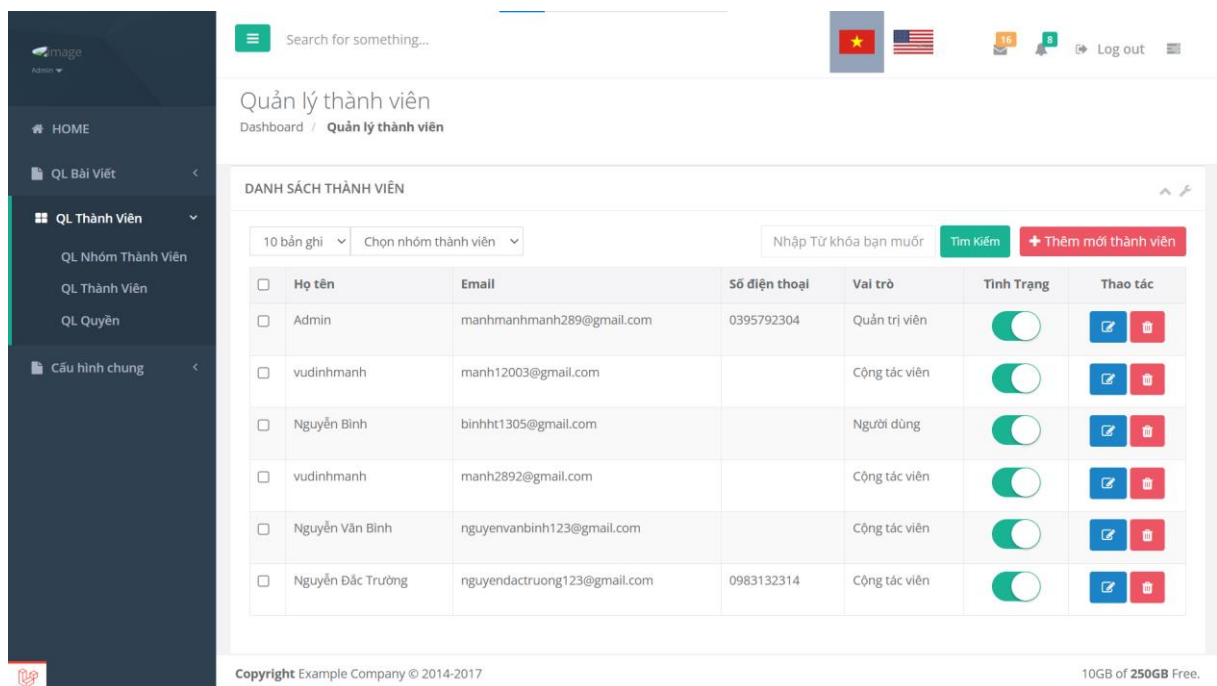 image
Admin
Search for something...
16
8
Log out
HOME
QL Bài Viết
QL Thành Viên
QL Nhóm Thành Viên
QL Thành Viên
QL Quyền
Cấu hình chung
Quản lý thành viên
Dashboard / Quản lý thành viên
DANH SÁCH THÀNH VIÊN
10 bản ghi Chọn nhóm thành viên Nhập Từ khóa bạn muốn Tìm Kiếm Thêm mới thành viên
Họ tên Email Số điện thoại Vai trò Tình Trạng Thao tác
Admin manhmanhmanh289@gmail.com 0395792304 Quản trị viên
vudinhmanh manh12003@gmail.com Cộng tác viên
Nguyễn Bình binhht1305@gmail.com Người dùng
vudinhmanh manh2892@gmail.com Cộng tác viên
Nguyễn Văn Bình nguyenvanbinh123@gmail.com Cộng tác viên
Nguyễn Đắc Trường nguyendactruong123@gmail.com 0983132314 Cộng tác viên
Copyright Example Company © 2014-2017 10GB of 250GB Free.